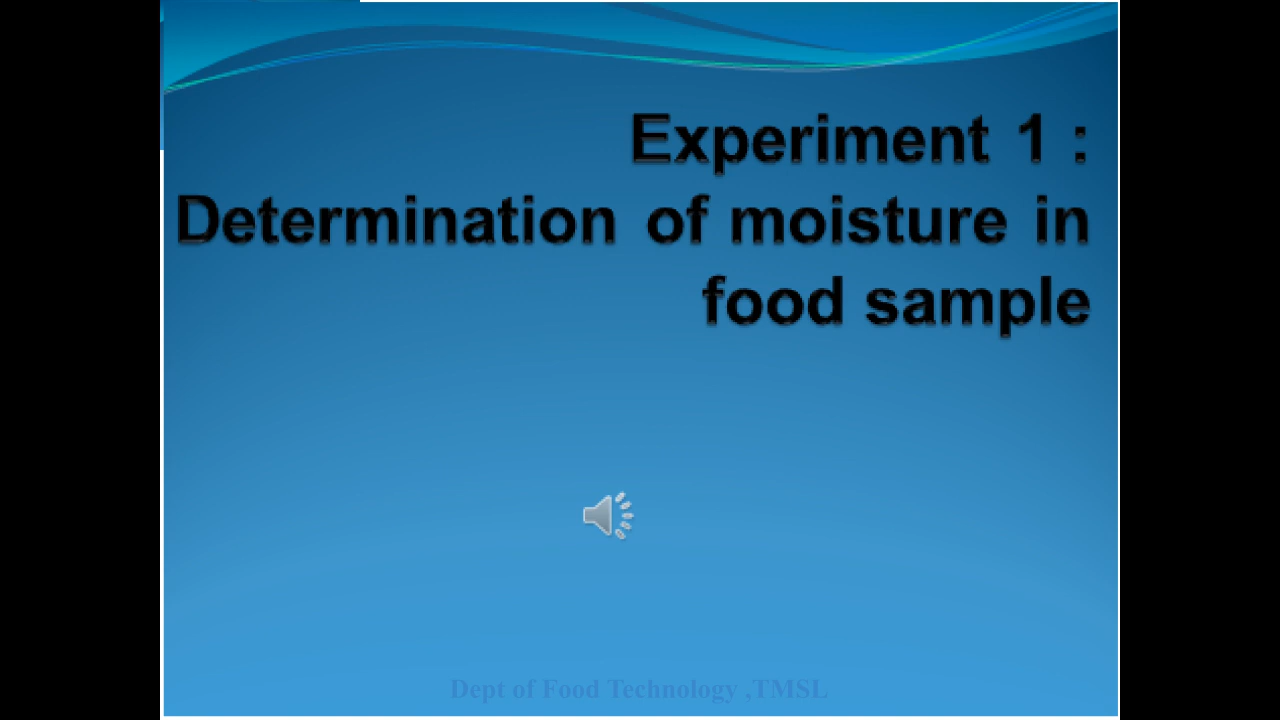 Experiment 1 :
Determination of moisture in
food sample
Dept of Food Technology ,TMSL